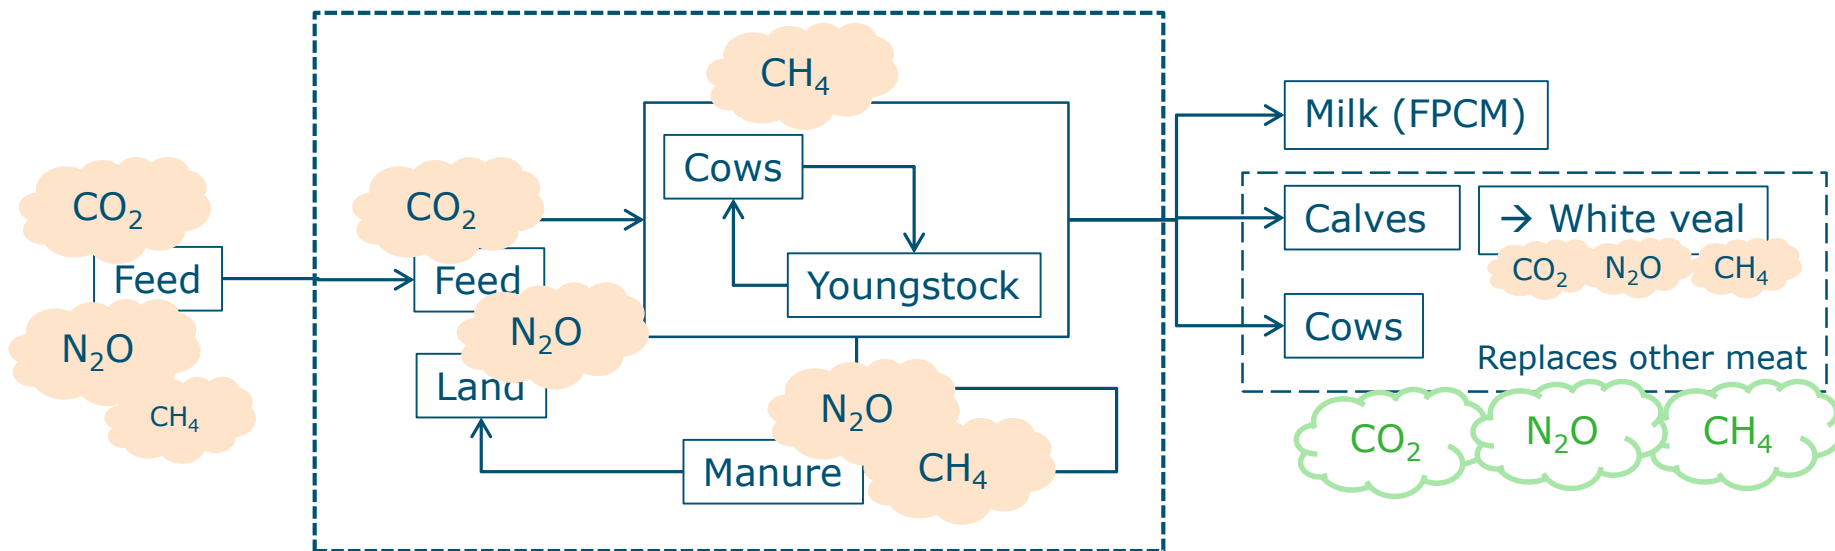 CO₂
Feed
N₂O
CH₄
CO₂
Feed
N₂O
Land
CH₄
Cows
Youngstock
N₂O
CH₄
Manure
Milk (FPCM)
Calves
→ White veal
CO₂
N₂O
CH₄
Cows
Replaces other meat
CO₂
N₂O
CH₄